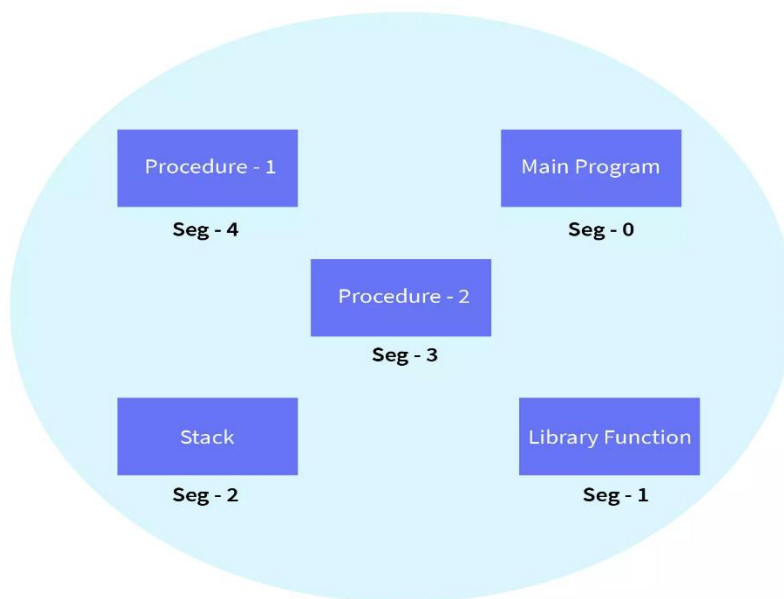 Procedure - 1
Main Program
Seg - 4
Seg - 0
Procedure - 2
Seg - 3
Stack
Library Function
Seg - 2
Seg - 1